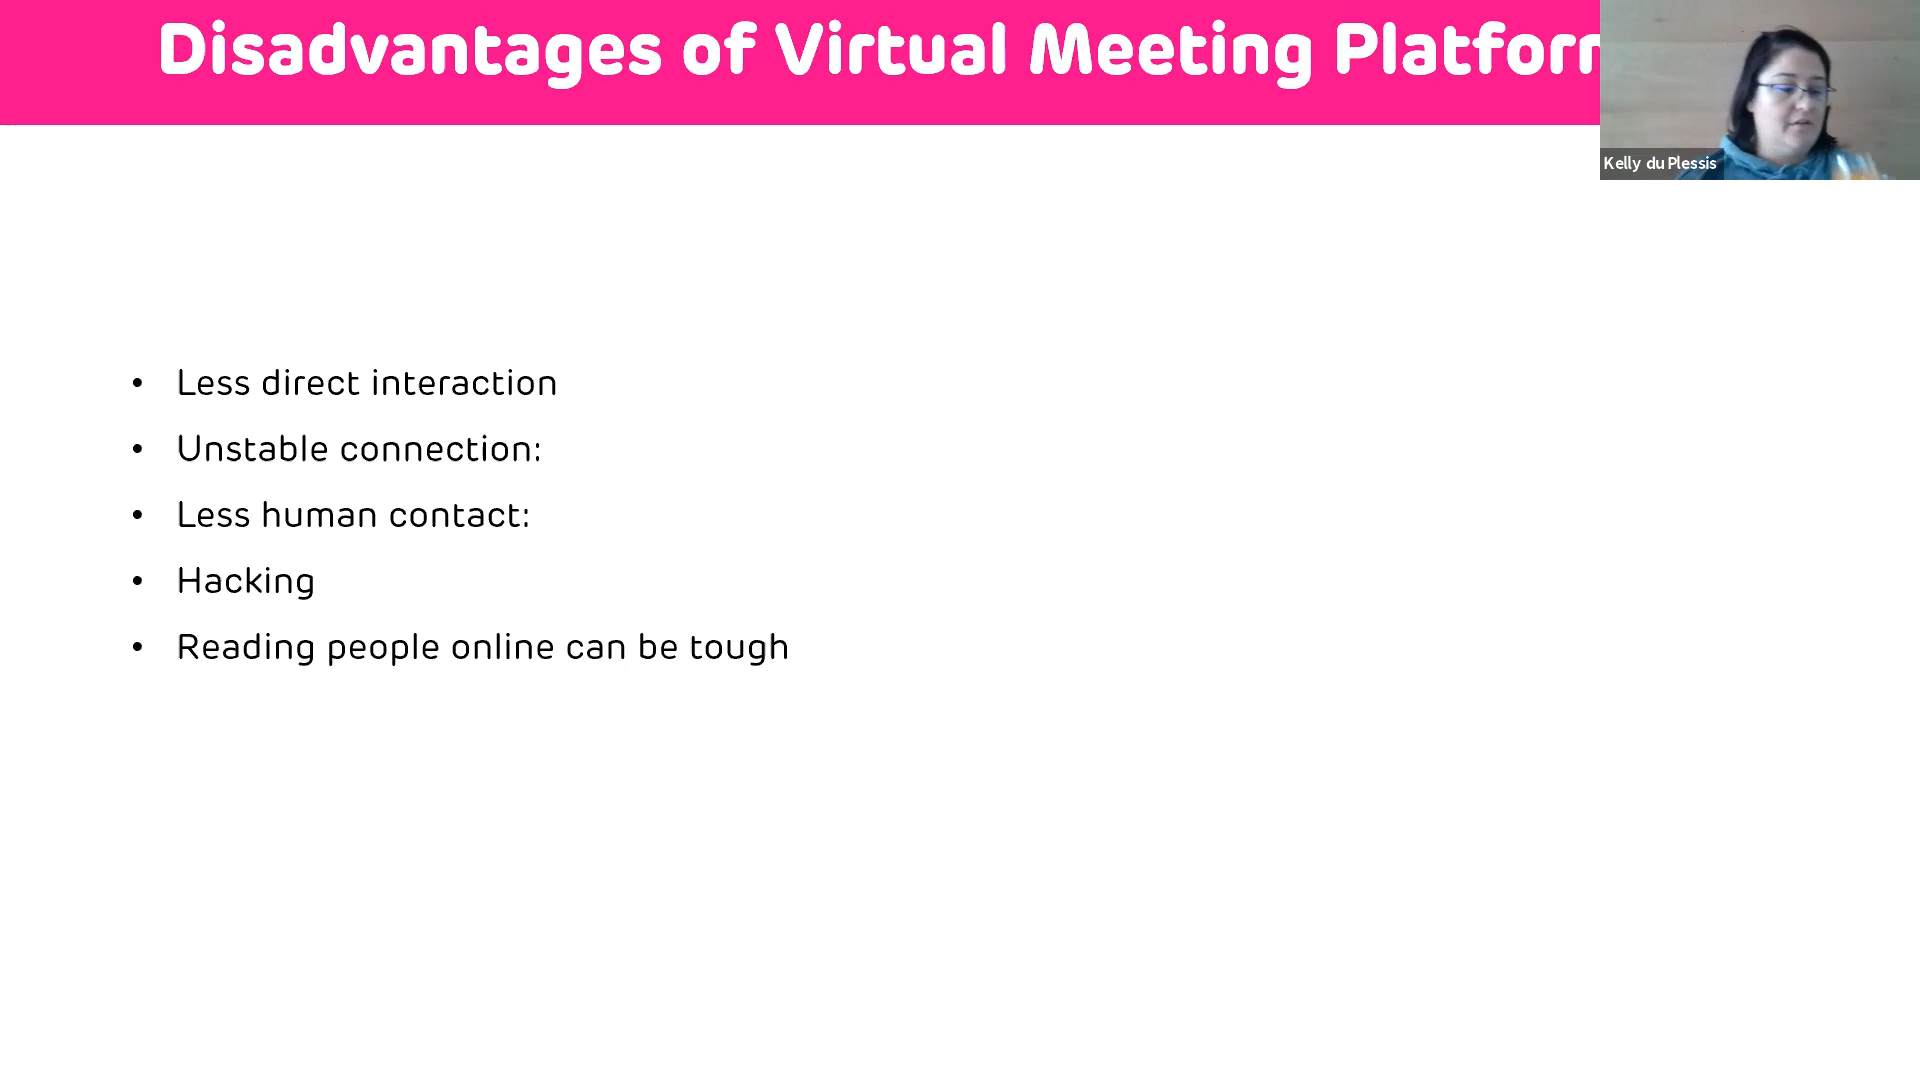 Disadvantages of Virtual Meeting Platfor
Kelly du Plessis
• Less direct interaction
• Unstable connection:
• Less human contact:
• Hacking
• Reading people online can be tough